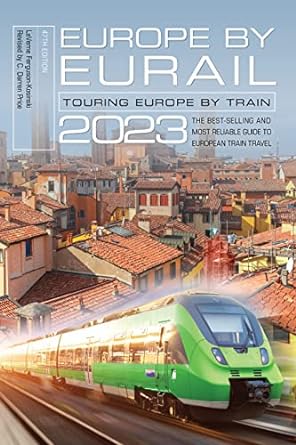 47TH EDITION
LaVerne Ferguson-Kosinski
Revised by C. Darren Price
EUROPE BY
EURAIL
TOURING EUROPE BY TRAIN
2023
THE BEST-SELLING AND
MOST RELIABLE GUIDE TO
EUROPEAN TRAIN TRAVEL